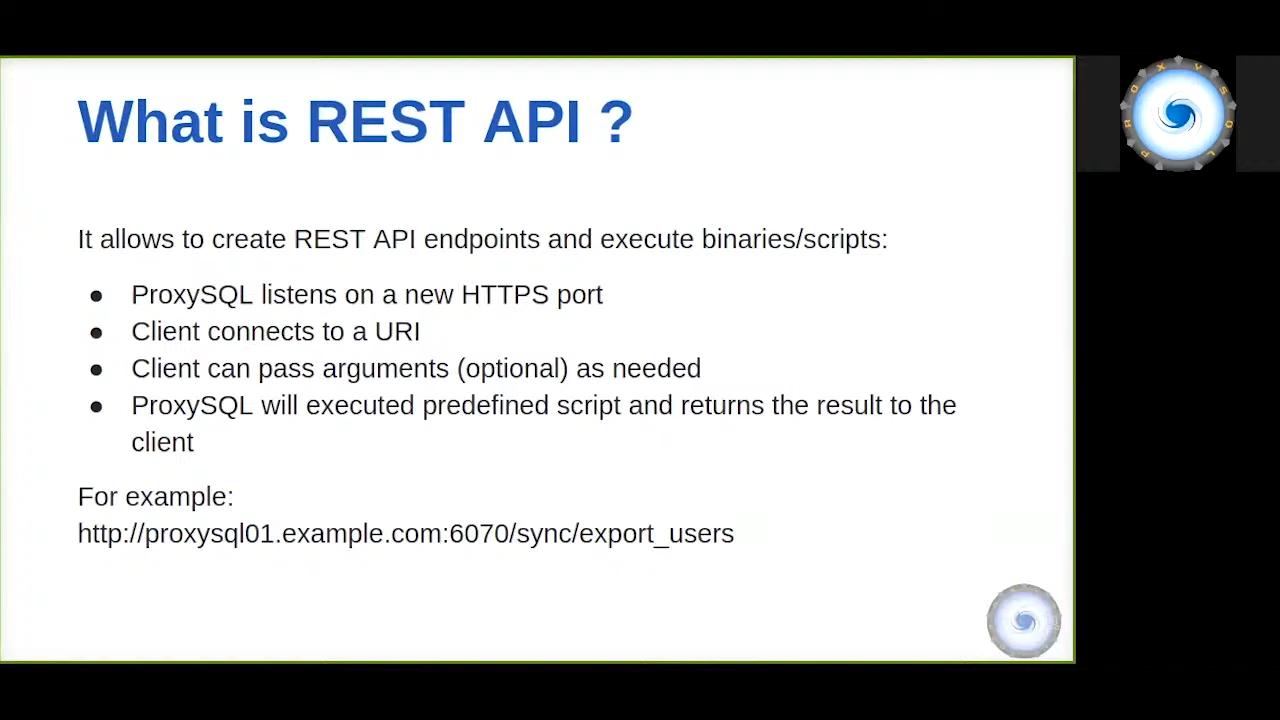 What is REST API ?
It allows to create REST API endpoints and execute binaries/scripts:
● ProxySQL listens on a new HTTPS port
● Client connects to a URI
● Client can pass arguments (optional) as needed
● ProxySQL will executed predefined script and returns the result to the
client
For example:
http://proxysql01.example.com:6070/sync/export_users
PROXYSQL